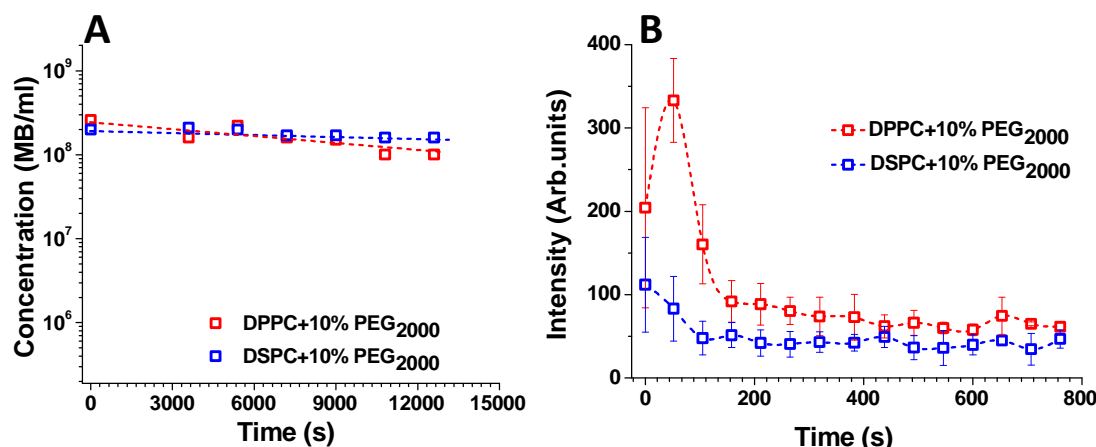 A
Concentration (MB/ml)
10⁹
10⁸
10⁷
10⁶
DPPC+10% PEG₂₀₀₀
DSPC+10% PEG₂₀₀₀
0 3000 6000 9000 12000 15000
Time (s)
B
Intensity (Arb.units)
400
300
200
100
0
DPPC+10% PEG₂₀₀₀
DSPC+10% PEG₂₀₀₀
0 200 400 600 800
Time (s)